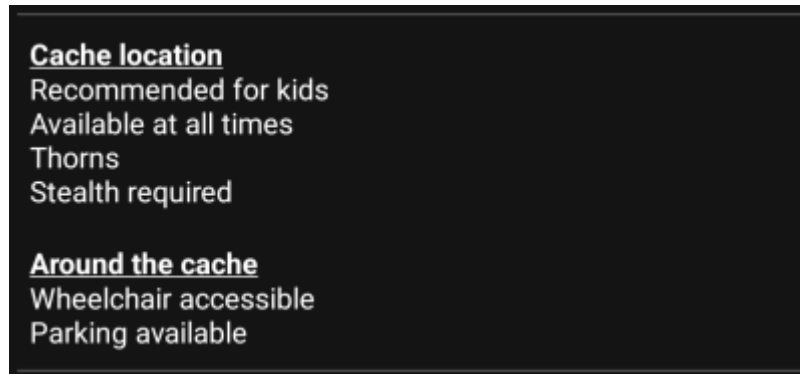 Cache location
Recommended for kids
Available at all times
Thorns
Stealth required
Around the cache
Wheelchair accessible
Parking available